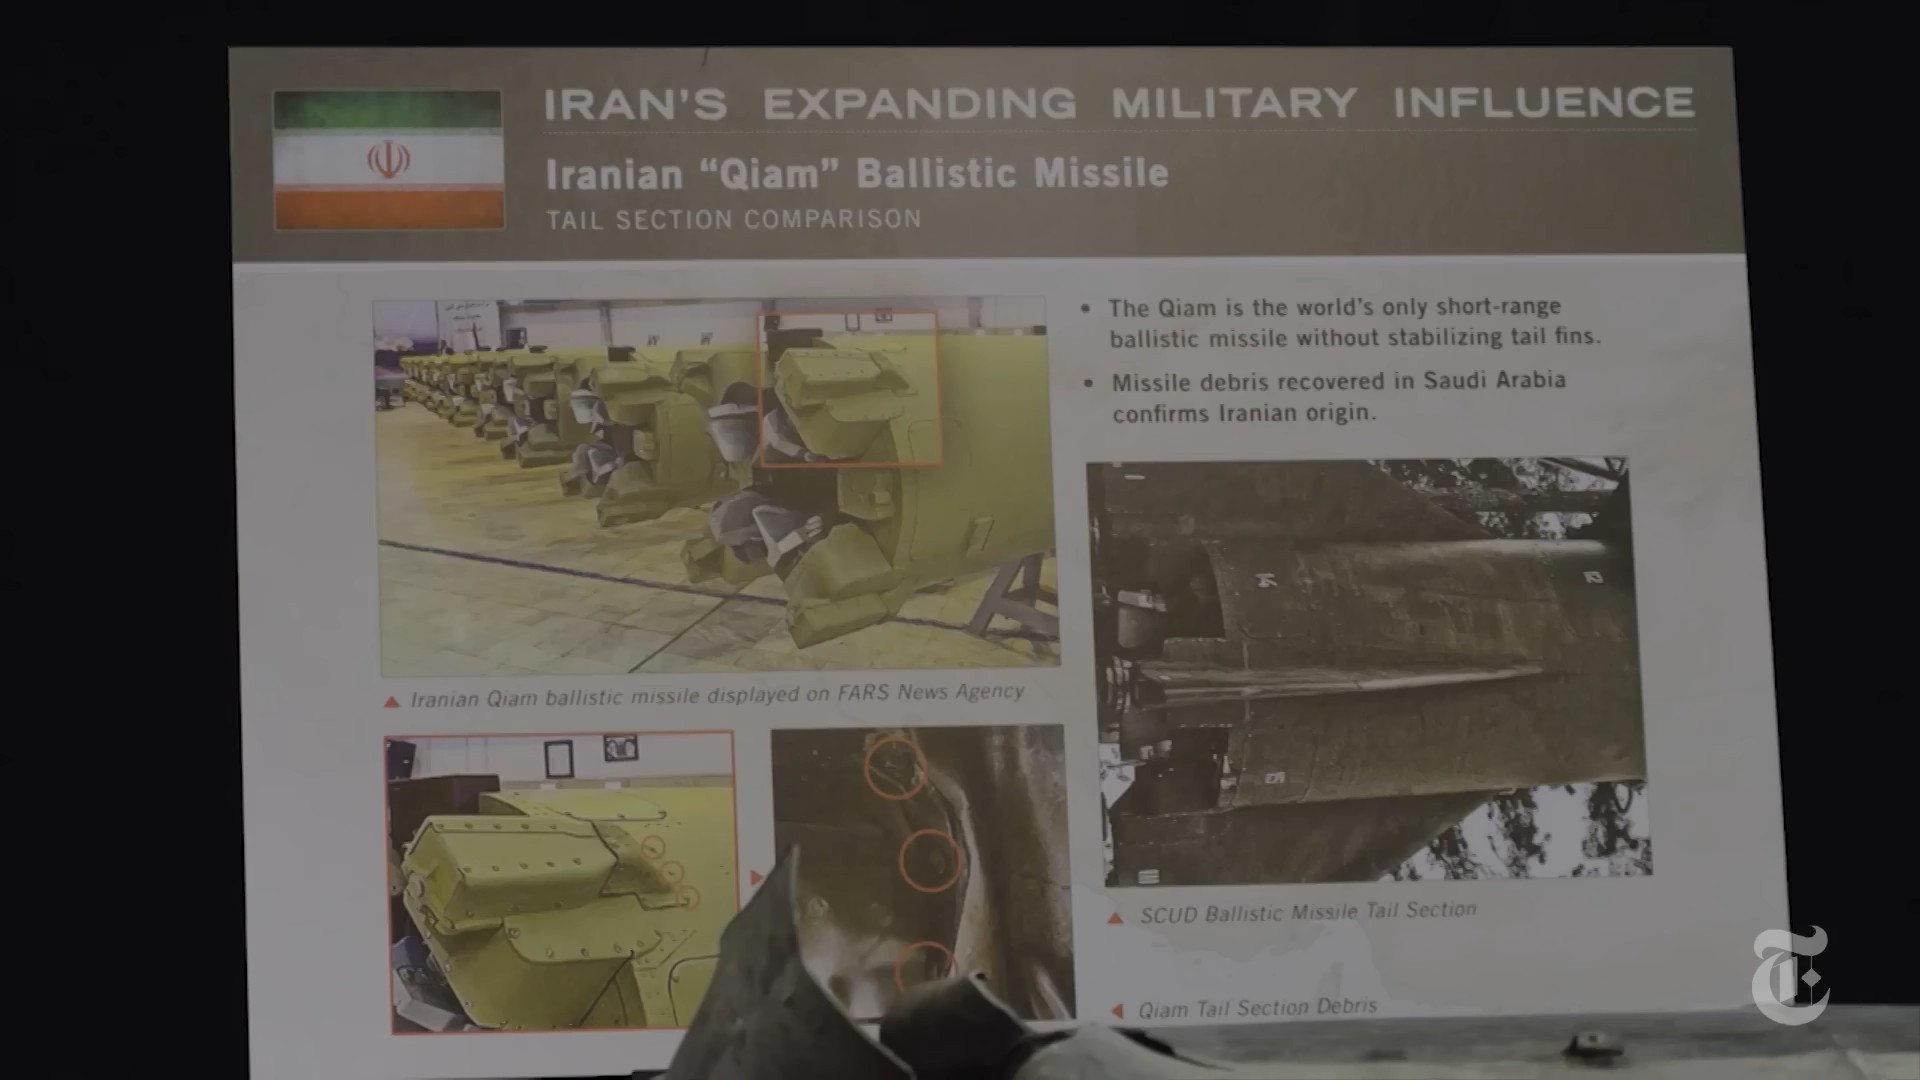 IRAN'S EXPANDING MILITARY INFLUENCE
Iranian “Qiam” Ballistic Missile
TAIL SECTION COMPARISON
• The Qiam is the world's only short-range
ballistic missile without stabilizing tail fins.
• Missile debris recovered in Saudi Arabia
confirms Iranian origin.
▲ Iranian Qiam ballistic missile displayed on FARS News Agency
▲ SCUD Ballistic Missile Tail Section
◀ Qiam Tail Section Debris